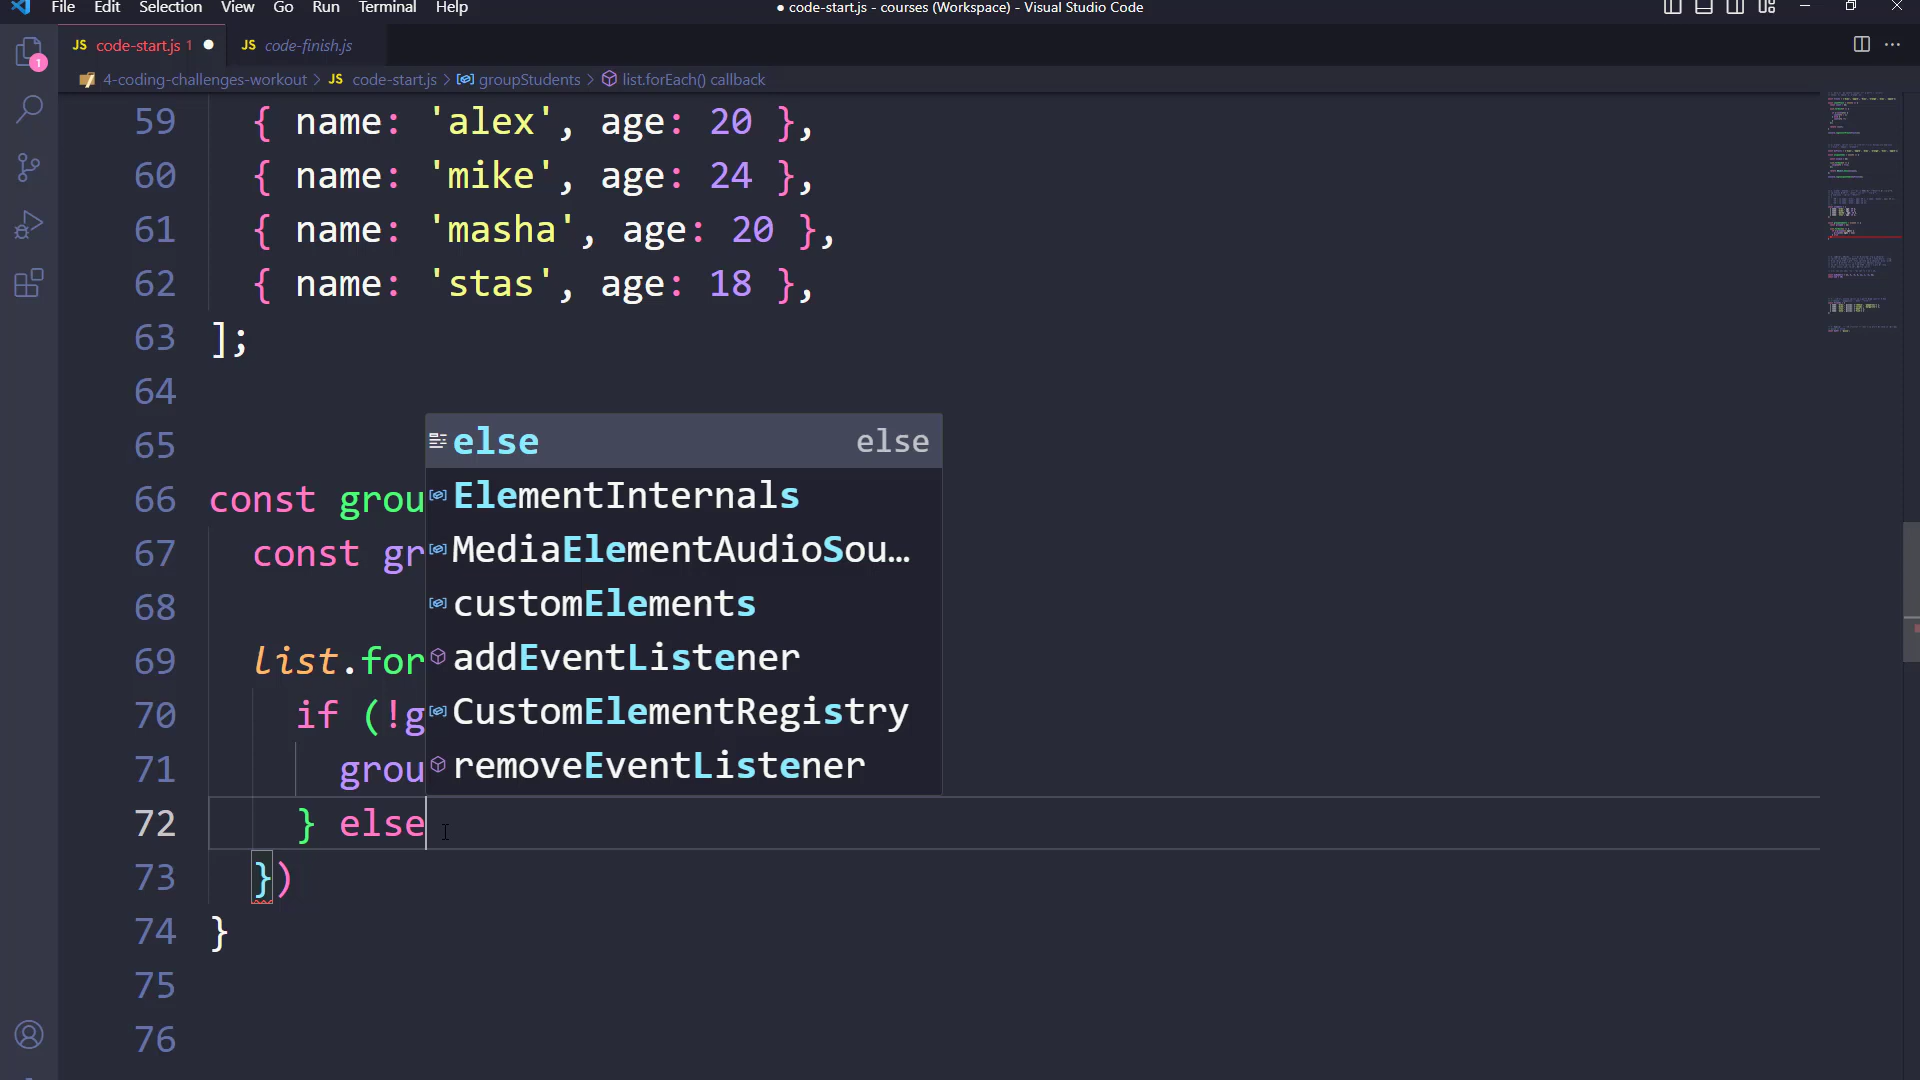 File Edit Selection View Go Run Terminal Help
● code-start.js - courses (Workspace) - Visual Studio Code
JS code-start.js 1 ●
JS code-finish.js
4-coding-challenges-workout > JS code-start.js > groupStudents > list.forEach() callback
1
59 { name: 'alex', age: 20 },
60 { name: 'mike', age: 24 },
61 { name: 'masha', age: 20 },
62 { name: 'stas', age: 18 },
63 ];
64
65
66 const grou
67 const gr
68
69 list.for
70 if (!g
71 grou
72 } else
73 })
74 }
75
76
else else
ElementInternals
MediaElementAudioSou…
customElements
addEventListener
CustomElementRegistry
removeEventListener